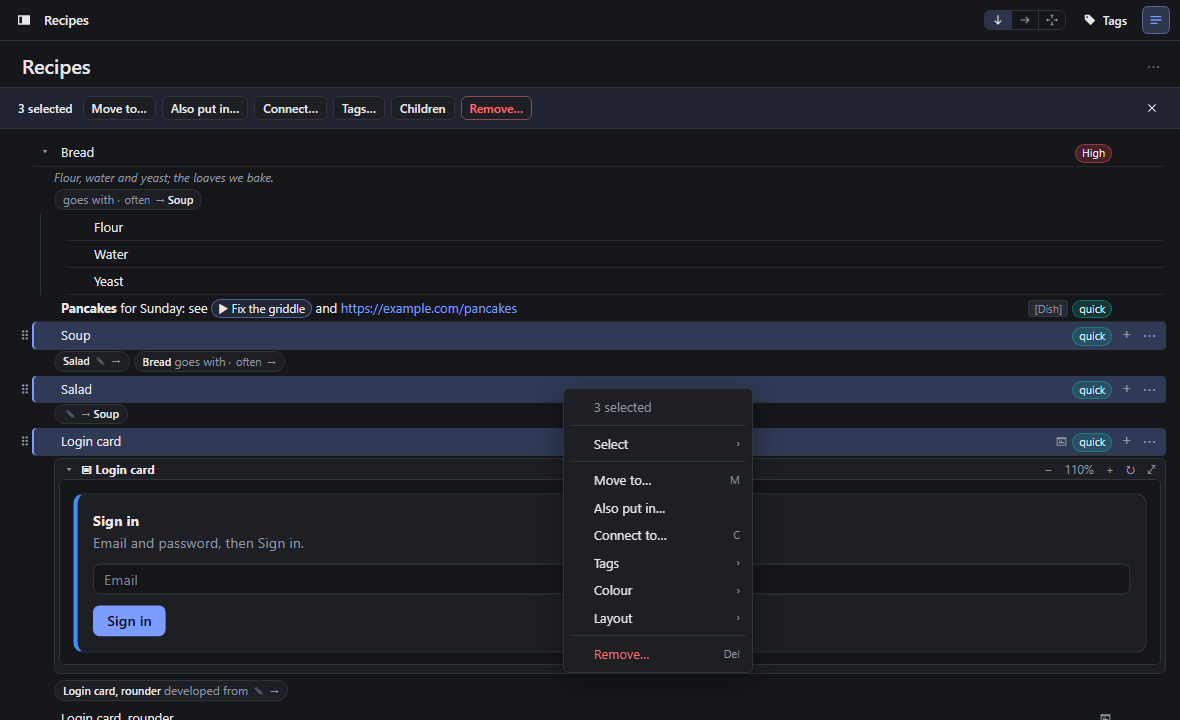 Recipes
Tags
Recipes
3 selected Move to... Also put in... Connect... Tags... Children Remove...
Bread High
Flour, water and yeast; the loaves we bake.
goes with · often → Soup
Flour
Water
Yeast
Pancakes for Sunday: see ▶ Fix the griddle and https://example.com/pancakes [Dish] quick
Soup quick
Salad → Bread goes with · often →
Salad quick
→ Soup
Login card quick
Login card − 110% +
Sign in
Email and password, then Sign in.
Email
Sign in
3 selected
Select
Move to... M
Also put in...
Connect to... C
Tags
Colour
Layout
Remove... Del
Login card, rounder developed from →
Login card, rounder